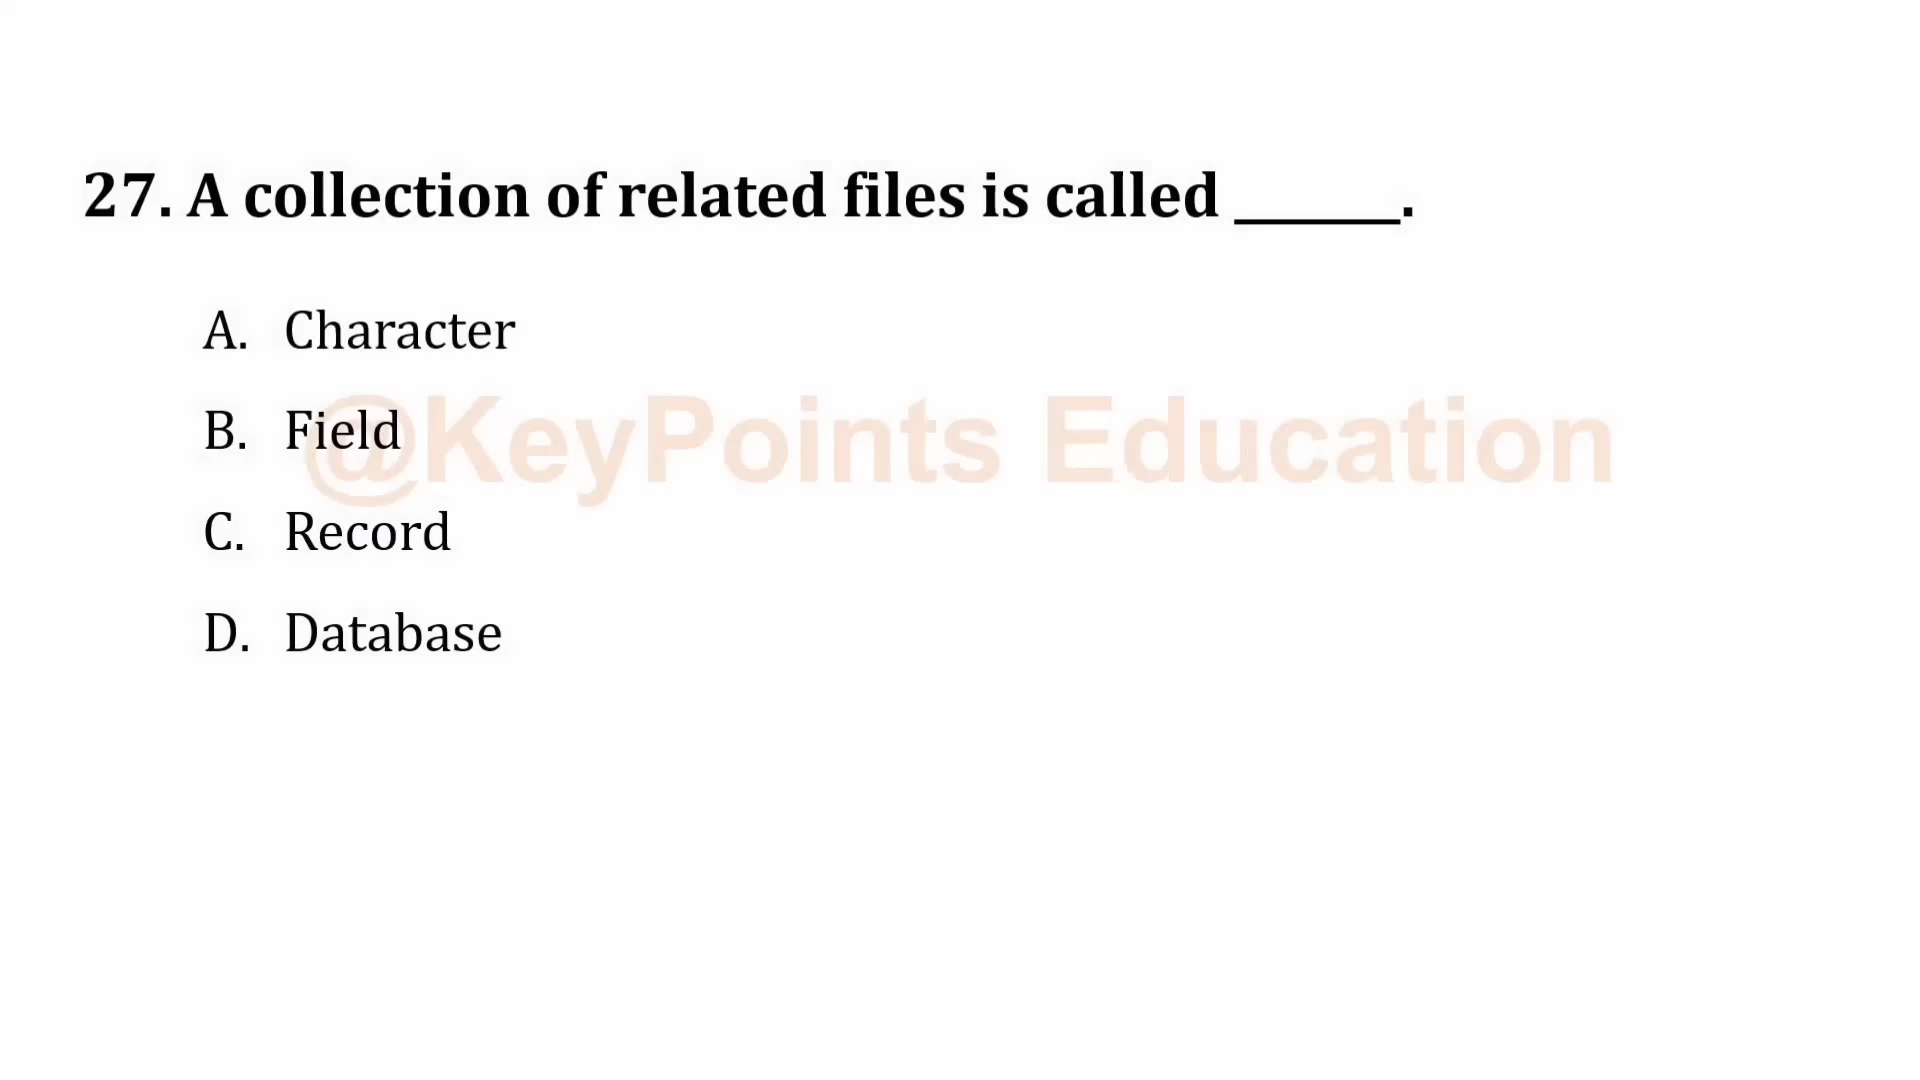 27. A collection of related files is called ______.
A. Character
B. Field
@KeyPoints Education
C. Record
D. Database